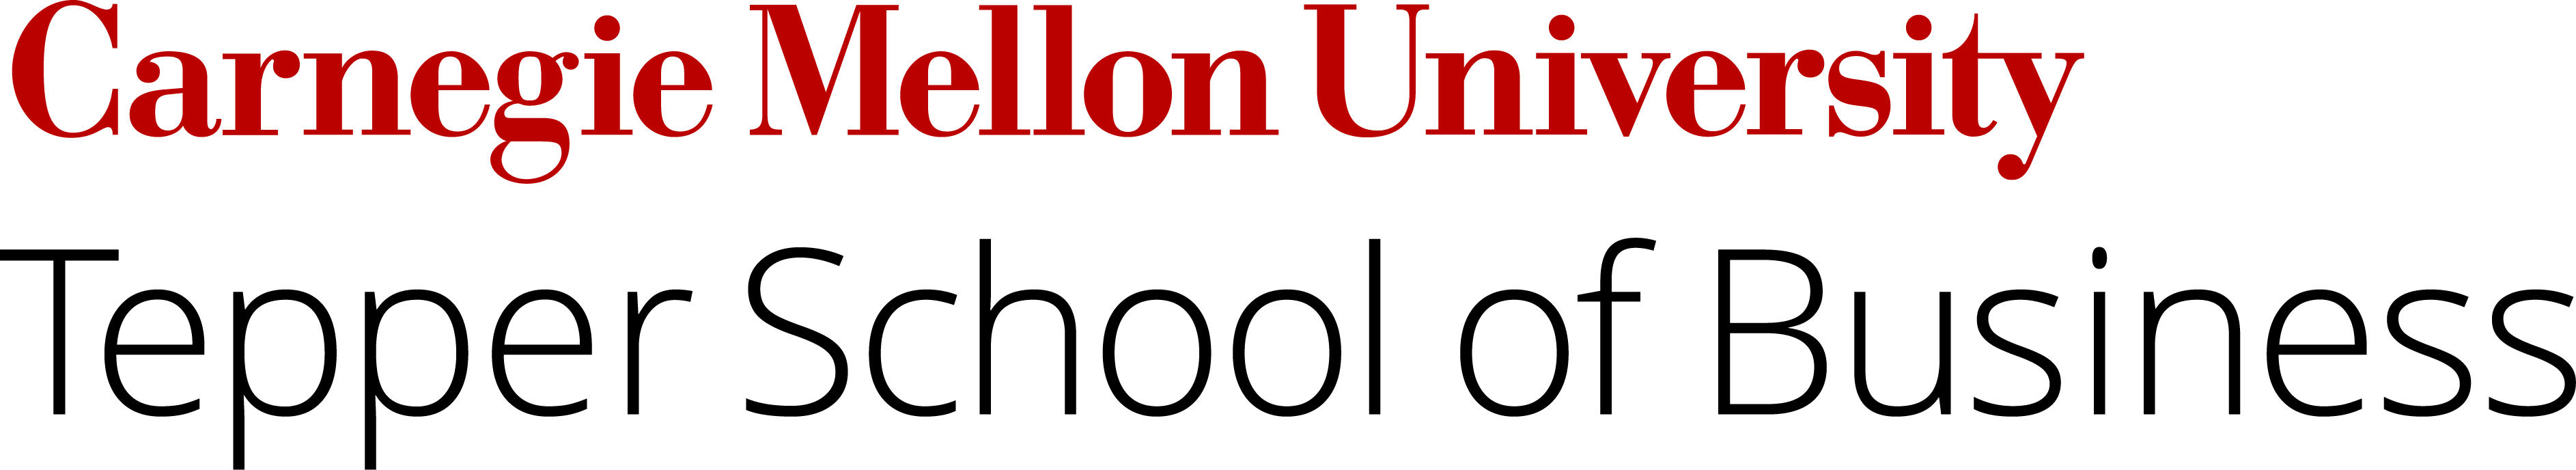 Carnegie Mellon University
Tepper School of Business